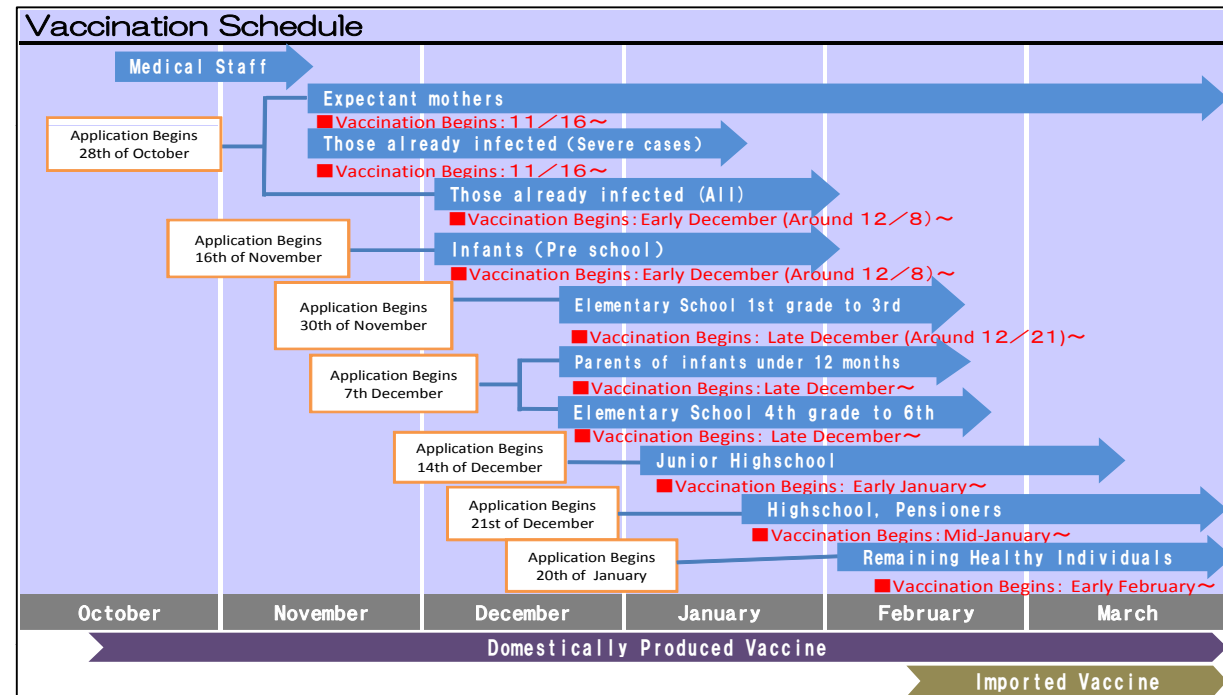 Vaccination Schedule
Medical Staff
Expectant mothers
■Vaccination Begins：11／16～
Application Begins
28th of October
Those already infected (Severe cases)
■Vaccination Begins：11／16～
Those already infected (All)
■Vaccination Begins：Early December (Around 12／8)～
Application Begins
16th of November
Infants (Pre school)
■Vaccination Begins：Early December (Around 12／8)～
Application Begins
30th of November
Elementary School 1st grade to 3rd
■Vaccination Begins： Late December (Around 12／21)～
Parents of infants under 12 months
■Vaccination Begins：Late December～
Application Begins
7th December
Elementary School 4th grade to 6th
■Vaccination Begins：Late December～
Application Begins
14th of December
Junior Highschool
■Vaccination Begins： Early January～
Application Begins
21st of December
Highschool, Pensioners
■Vaccination Begins：Mid-January～
Application Begins
20th of January
Remaining Healthy Individuals
■Vaccination Begins： Early February～
October November December January February March
Domestically Produced Vaccine
Imported Vaccine